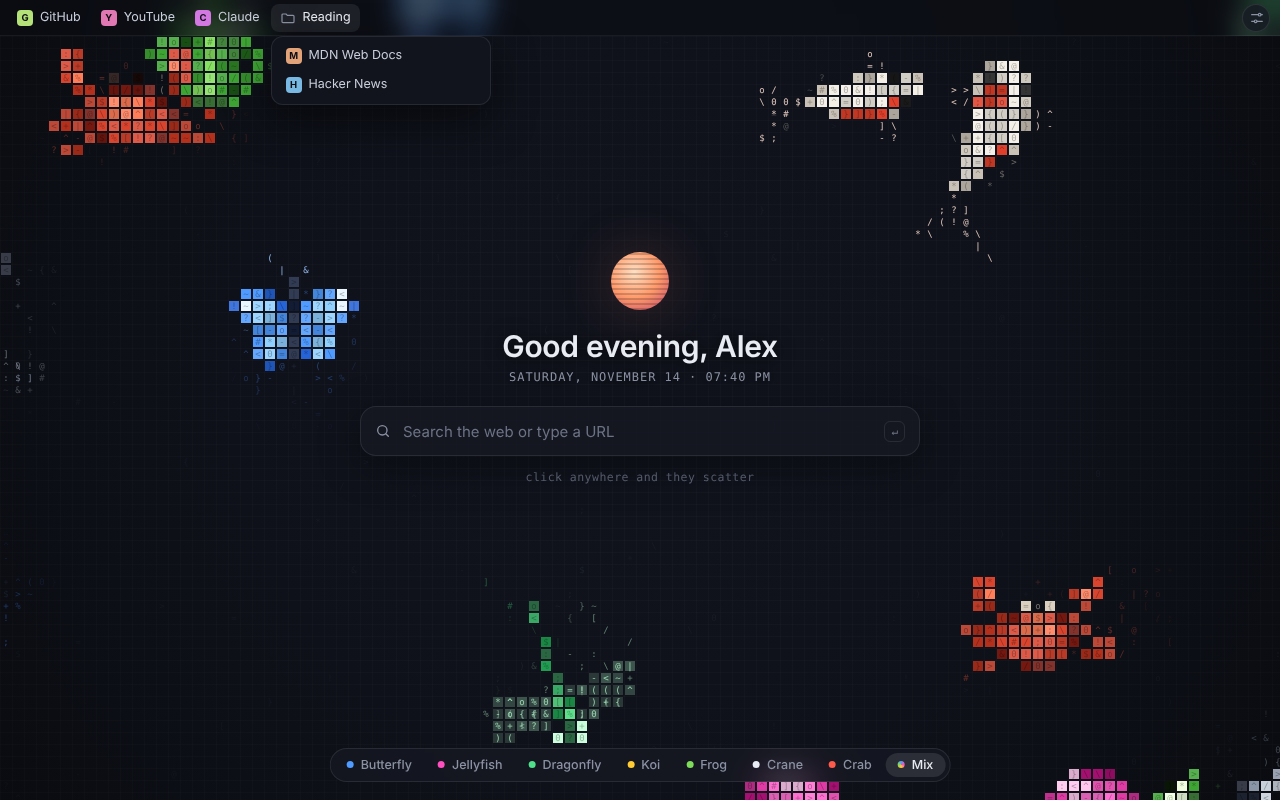 G GitHub Y YouTube C Claude Reading
M MDN Web Docs
H Hacker News
Good evening, Alex
SATURDAY, NOVEMBER 14 · 07:40 PM
Search the web or type a URL ↵
click anywhere and they scatter
Butterfly Jellyfish Dragonfly Koi Frog Crane Crab Mix